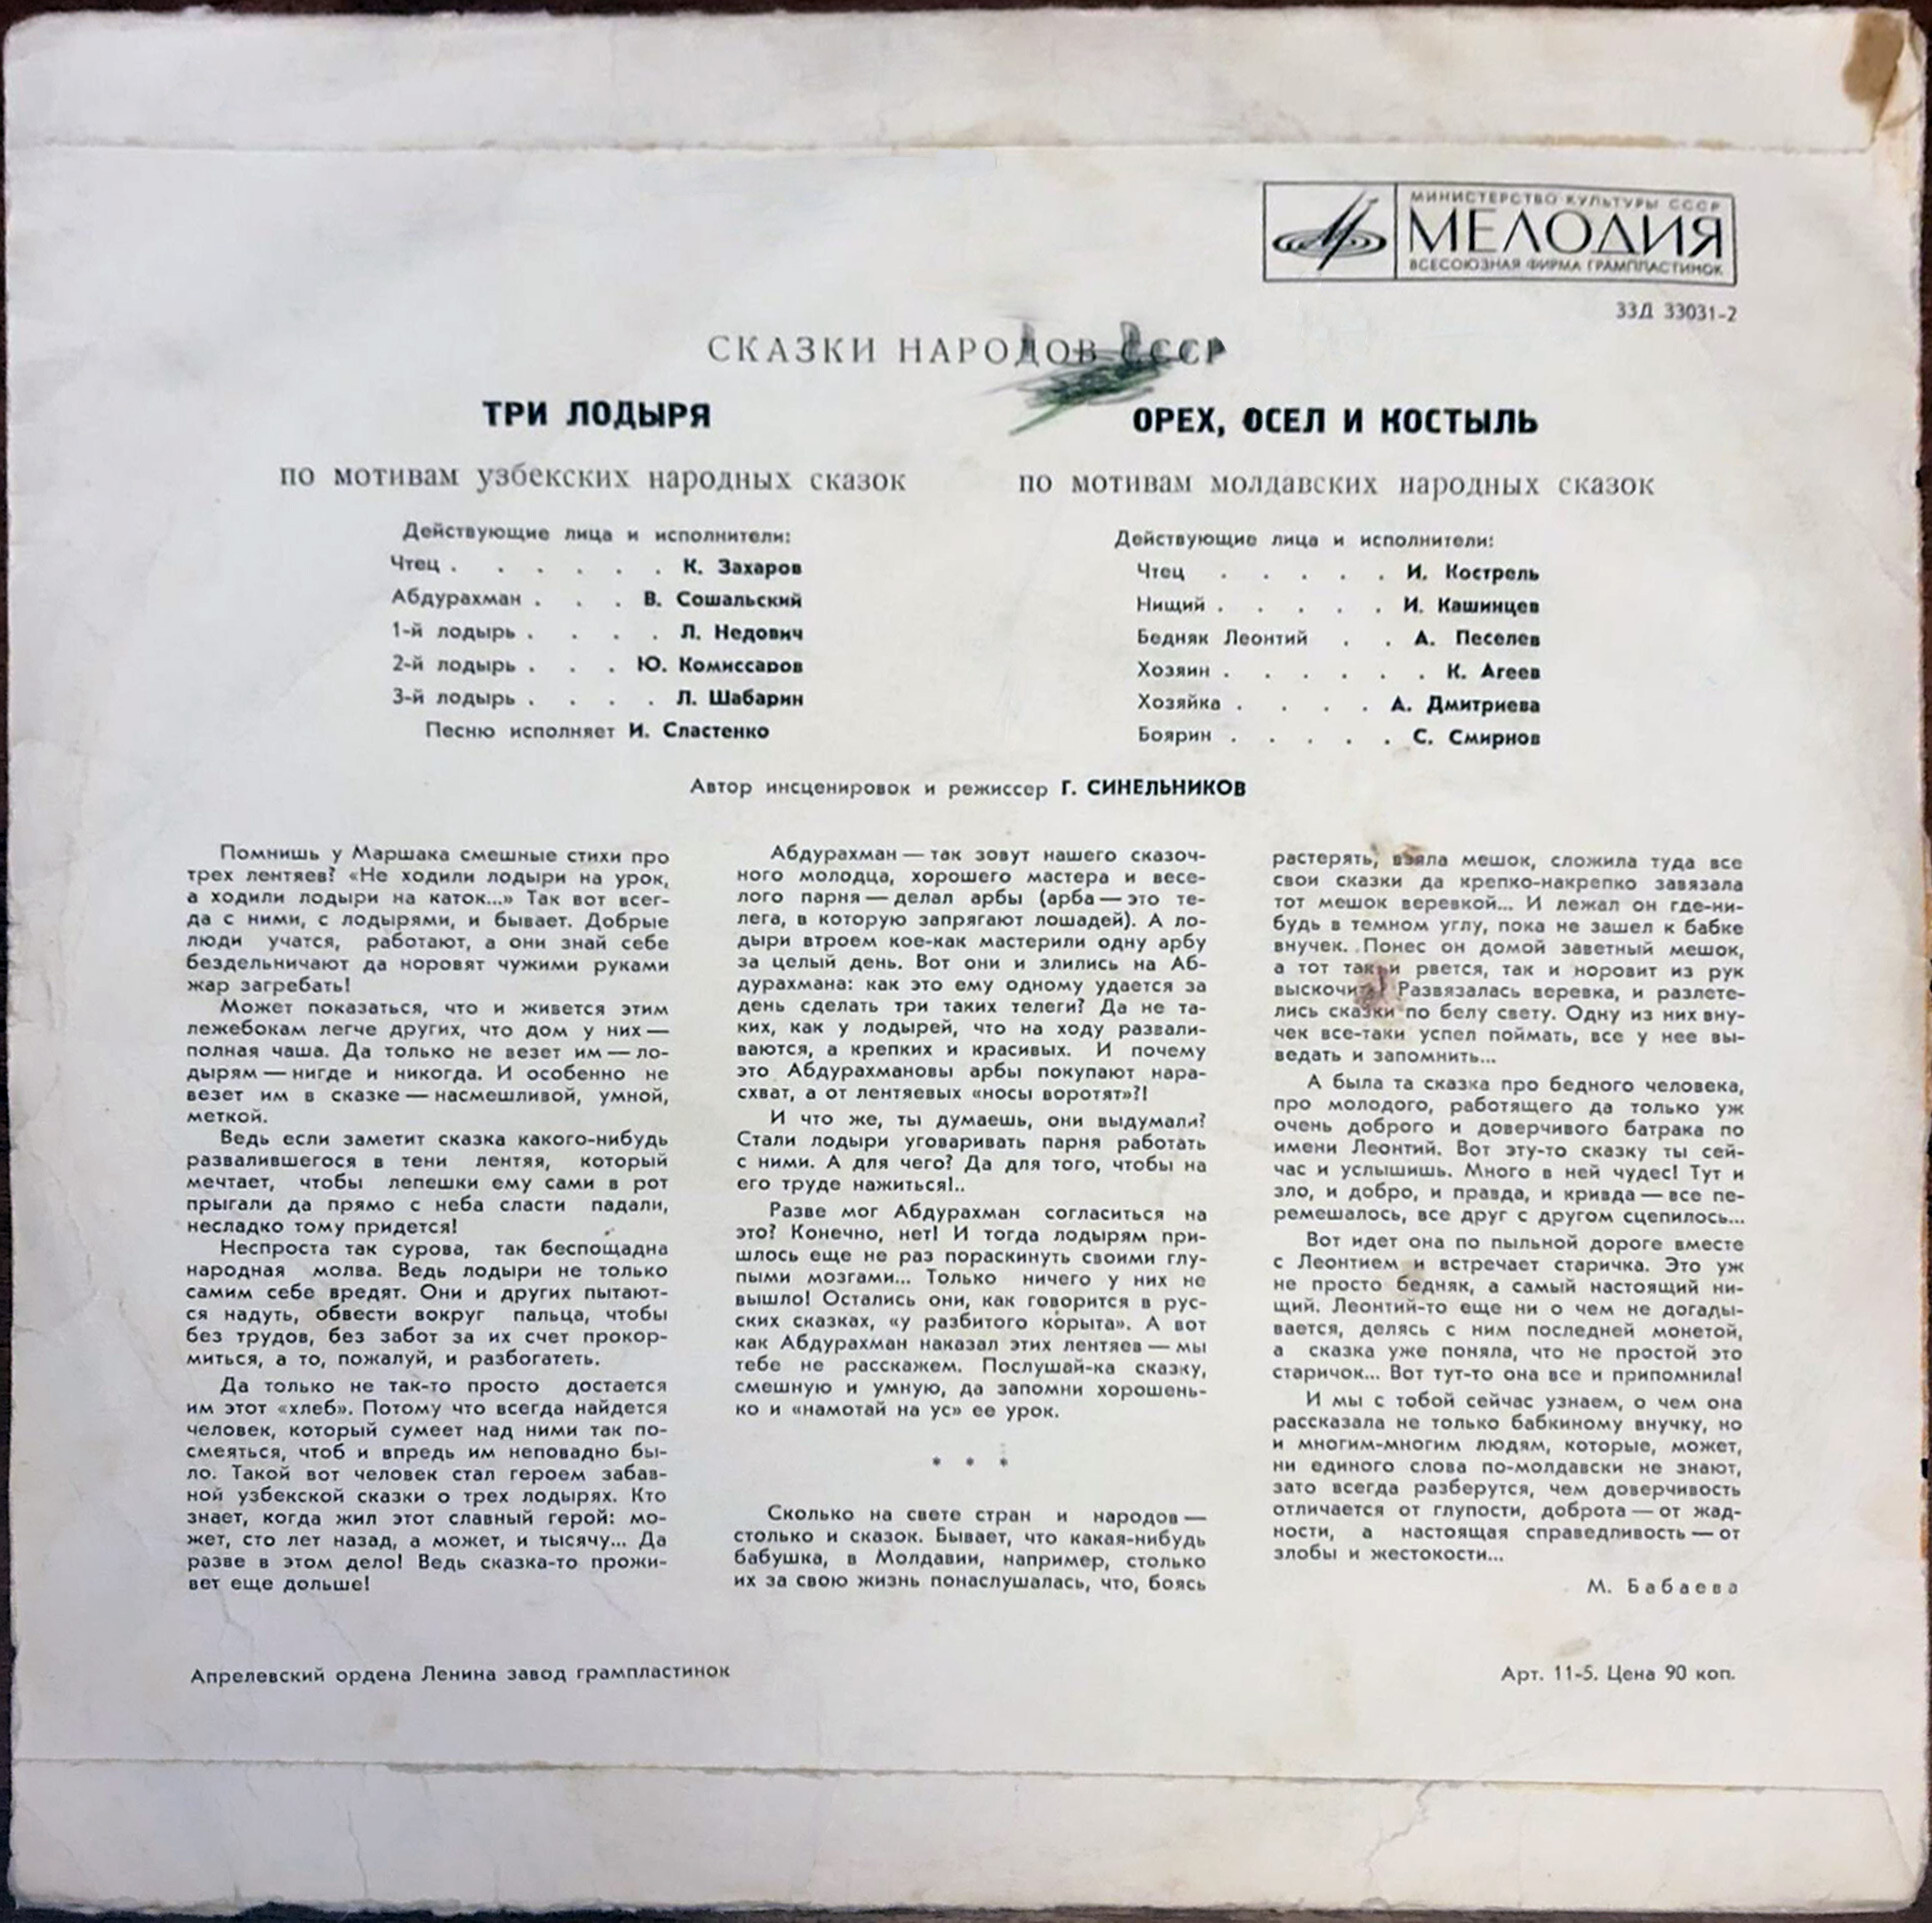 МИНИСТЕРСТВО КУЛЬТУРЫ СССР
МЕЛОДИЯ
ВСЕСОЮЗНАЯ ФИРМА ГРАМПЛАСТИНОК
33Д 33031-2
СКАЗКИ НАРОДОВ СССР
ТРИ ЛОДЫРЯ
по мотивам узбекских народных сказок
Действующие лица и исполнители:
Чтец . . . . . . К. Захаров
Абдурахман . . . В. Сошальский
1-й лодырь . . . . Л. Недович
2-й лодырь . . . Ю. Комиссаров
3-й лодырь . . . . Л. Шабарин
Песню исполняет И. Сластенко
ОРЕХ, ОСЕЛ И КОСТЫЛЬ
по мотивам молдавских народных сказок
Действующие лица и исполнители:
Чтец . . . . . И. Кострель
Нищий . . . . . И. Кашинцев
Бедняк Леонтий . . А. Песелев
Хозяин . . . . . . К. Агеев
Хозяйка . . . . А. Дмитриева
Боярин . . . . . С. Смирнов
Автор инсценировок и режиссер Г. СИНЕЛЬНИКОВ
Помнишь у Маршака смешные стихи про
трех лентяев? «Не ходили лодыри на урок,
а ходили лодыри на каток...» Так вот всег-
да с ними, с лодырями, и бывает. Добрые
люди учатся, работают, а они знай себе
бездельничают да норовят чужими руками
жар загребать!
Может показаться, что и живется этим
лежебокам легче других, что дом у них —
полная чаша. Да только не везет им — ло-
дырям — нигде и никогда. И особенно не
везет им в сказке — насмешливой, умной,
меткой.
Ведь если заметит сказка какого-нибудь
развалившегося в тени лентяя, который
мечтает, чтобы лепешки ему сами в рот
прыгали да прямо с неба сласти падали,
несладко тому придется!
Неспроста так сурова, так беспощадна
народная молва. Ведь лодыри не только
самим себе вредят. Они и других пытают-
ся надуть, обвести вокруг пальца, чтобы
без трудов, без забот за их счет прокор-
миться, а то, пожалуй, и разбогатеть.
Да только не так-то просто достается
им этот «хлеб». Потому что всегда найдется
человек, который сумеет над ними так по-
смеяться, чтоб и впредь им неповадно бы-
ло. Такой вот человек стал героем забав-
ной узбекской сказки о трех лодырях. Кто
знает, когда жил этот славный герой: мо-
жет, сто лет назад, а может, и тысячу... Да
разве в этом дело! Ведь сказка-то прожи-
вет еще дольше!
Абдурахман — так зовут нашего сказоч-
ного молодца, хорошего мастера и весе-
лого парня — делал арбы (арба — это те-
лега, в которую запрягают лошадей). А ло-
дыри втроем кое-как мастерили одну арбу
за целый день. Вот они и злились на Аб-
дурахмана: как это ему одному удается за
день сделать три таких телеги? Да не та-
ких, как у лодырей, что на ходу развали-
ваются, а крепких и красивых. И почему
это Абдурахмановы арбы покупают нара-
схват, а от лентяевых «носы воротят»?!
И что же, ты думаешь, они выдумали?
Стали лодыри уговаривать парня работать
с ними. А для чего? Да для того, чтобы на
его труде нажиться!..
Разве мог Абдурахман согласиться на
это? Конечно, нет! И тогда лодырям при-
шлось еще не раз пораскинуть своими глу-
пыми мозгами... Только ничего у них не
вышло! Остались они, как говорится в рус-
ских сказках, «у разбитого корыта». А вот
как Абдурахман наказал этих лентяев — мы
тебе не расскажем. Послушай-ка сказку,
смешную и умную, да запомни хорошень-
ко и «намотай на ус» ее урок.
* * *
Сколько на свете стран и народов —
столько и сказок. Бывает, что какая-нибудь
бабушка, в Молдавии, например, столько
их за свою жизнь понаслушалась, что, боясь
растерять, взяла мешок, сложила туда все
свои сказки да крепко-накрепко завязала
тот мешок веревкой... И лежал он где-ни-
будь в темном углу, пока не зашел к бабке
внучек. Понес он домой заветный мешок,
а тот так и рвется, так и норовит из рук
выскочить! Развязалась веревка, и разлете-
лись сказки по белу свету. Одну из них вну-
чек все-таки успел поймать, все у нее вы-
ведать и запомнить...
А была та сказка про бедного человека,
про молодого, работящего да только уж
очень доброго и доверчивого батрака по
имени Леонтий. Вот эту-то сказку ты сей-
час и услышишь. Много в ней чудес! Тут и
зло, и добро, и правда, и кривда — все пе-
ремешалось, все друг с другом сцепилось...
Вот идет она по пыльной дороге вместе
с Леонтием и встречает старичка. Это уж
не просто бедняк, а самый настоящий ни-
щий. Леонтий-то еще ни о чем не догады-
вается, делясь с ним последней монетой,
а сказка уже поняла, что не простой это
старичок... Вот тут-то она все и припомнила!
И мы с тобой сейчас узнаем, о чем она
рассказала не только бабкиному внучку, но
и многим-многим людям, которые, может,
ни единого слова по-молдавски не знают,
зато всегда разберутся, чем доверчивость
отличается от глупости, доброта — от жад-
ности, а настоящая справедливость — от
злобы и жестокости...
М. Бабаева
Апрелевский ордена Ленина завод грампластинок
Арт. 11-5. Цена 90 коп.